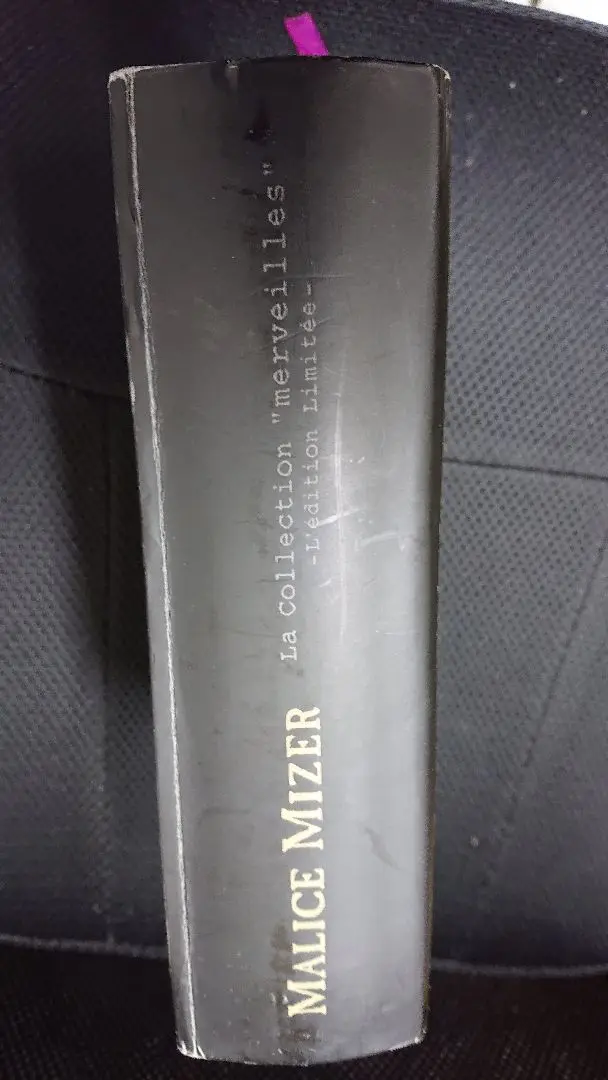 MALICE MIZER La Collection "merveilles"
-L'édition Limitée-